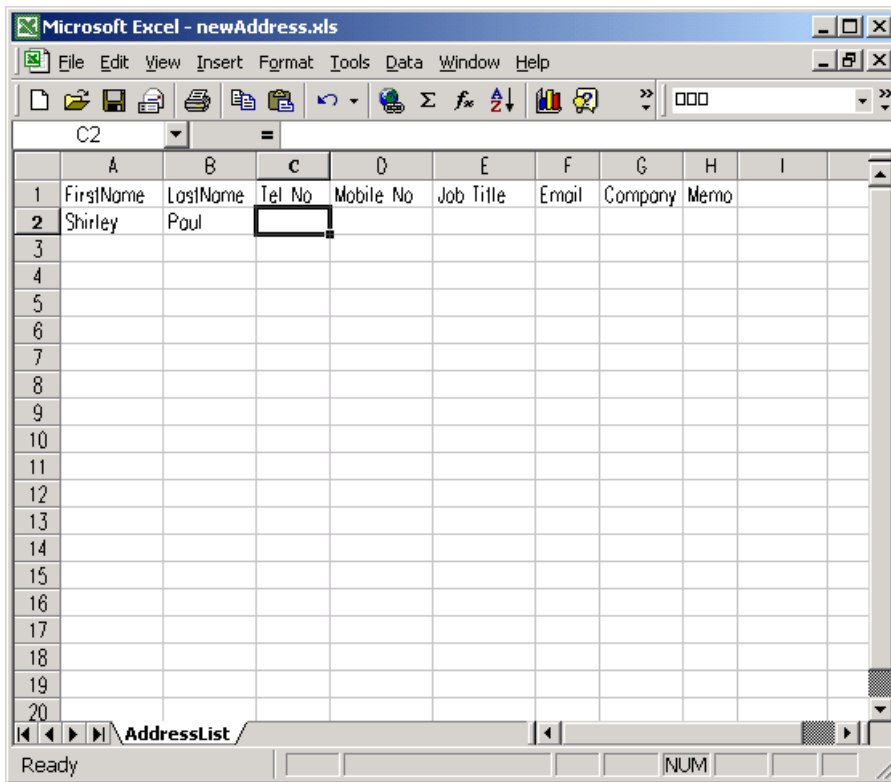 Microsoft Excel - newAddress.xls
File Edit View Insert Format Tools Data Window Help
C2 =
A B C D E F G H I
1 FirstName LastName Tel No Mobile No Job Title Email Company Memo
2 Shirley Paul
3
4
5
6
7
8
9
10
11
12
13
14
15
16
17
18
19
20
AddressList
Ready NUM